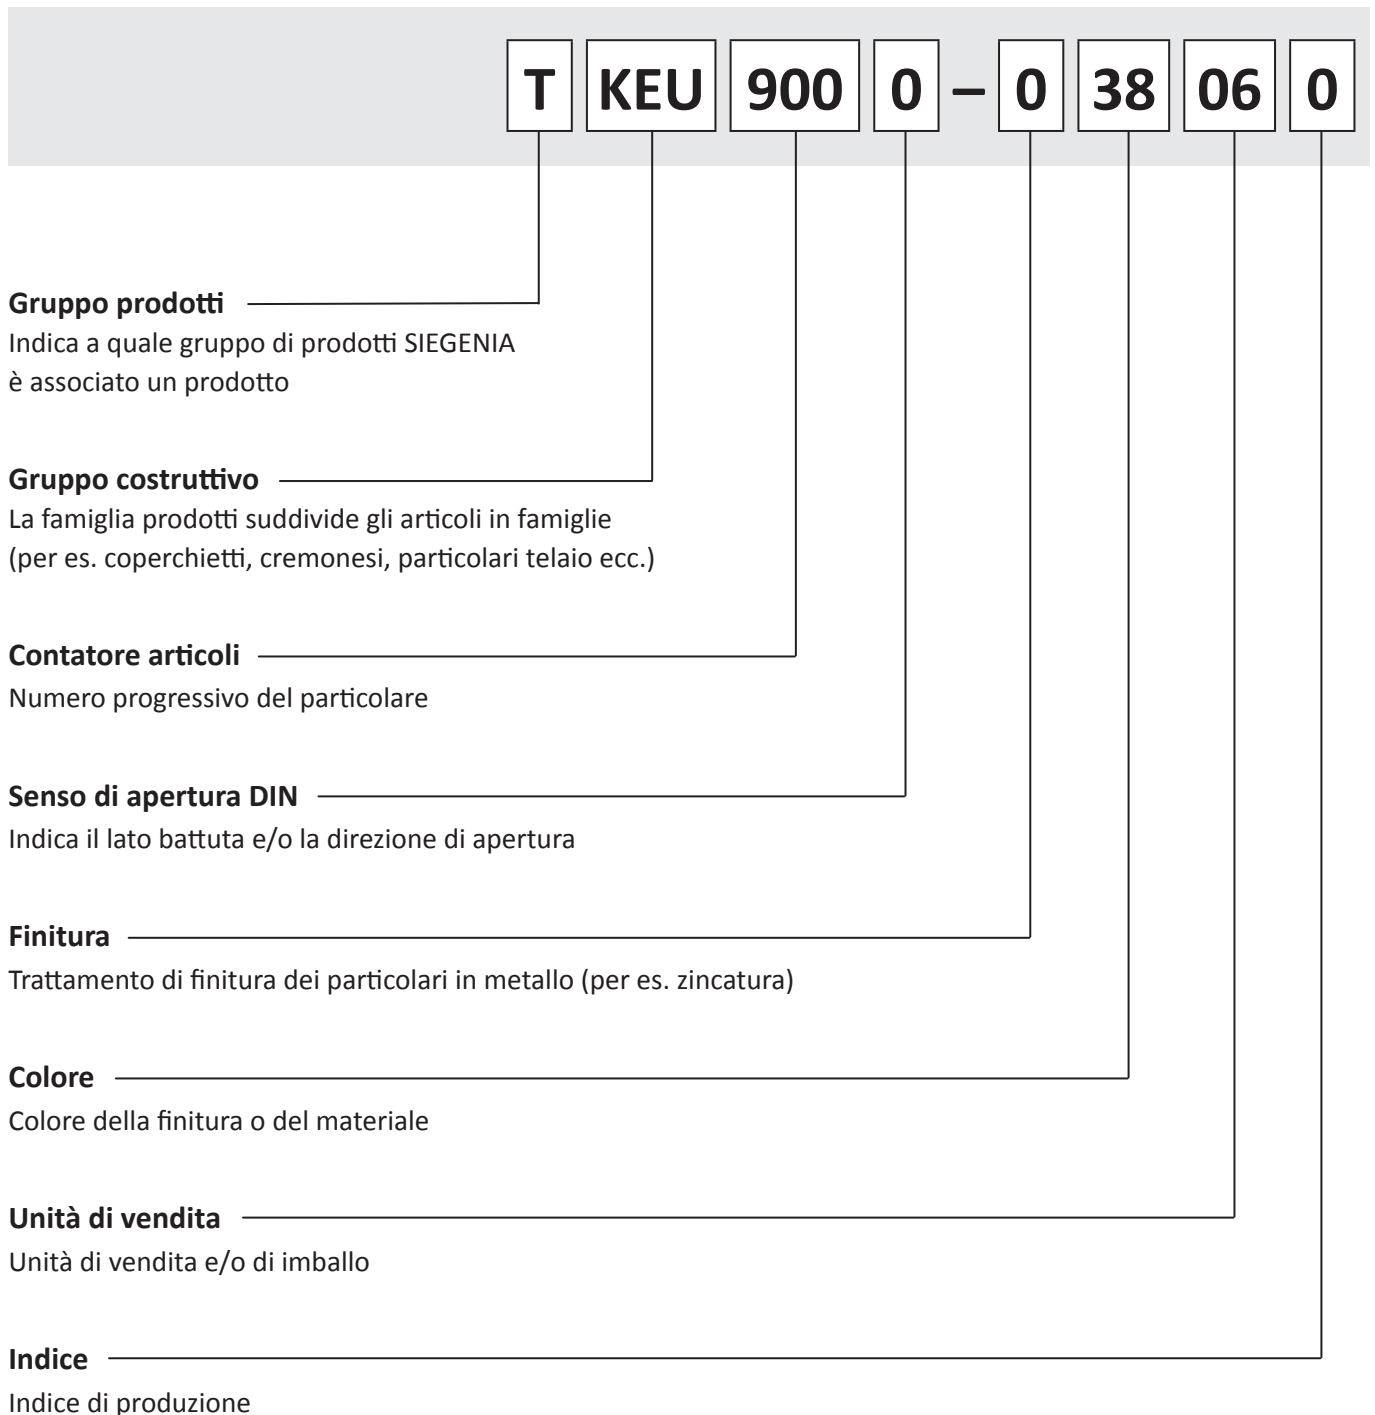 T KEU 900 0 – 0 38 06 0
Gruppo prodotti
Indica a quale gruppo di prodotti SIEGENIA
è associato un prodotto
Gruppo costruttivo
La famiglia prodotti suddivide gli articoli in famiglie
(per es. coperchietti, cremonesi, particolari telaio ecc.)
Contatore articoli
Numero progressivo del particolare
Senso di apertura DIN
Indica il lato battuta e/o la direzione di apertura
Finitura
Trattamento di finitura dei particolari in metallo (per es. zincatura)
Colore
Colore della finitura o del materiale
Unità di vendita
Unità di vendita e/o di imballo
Indice
Indice di produzione